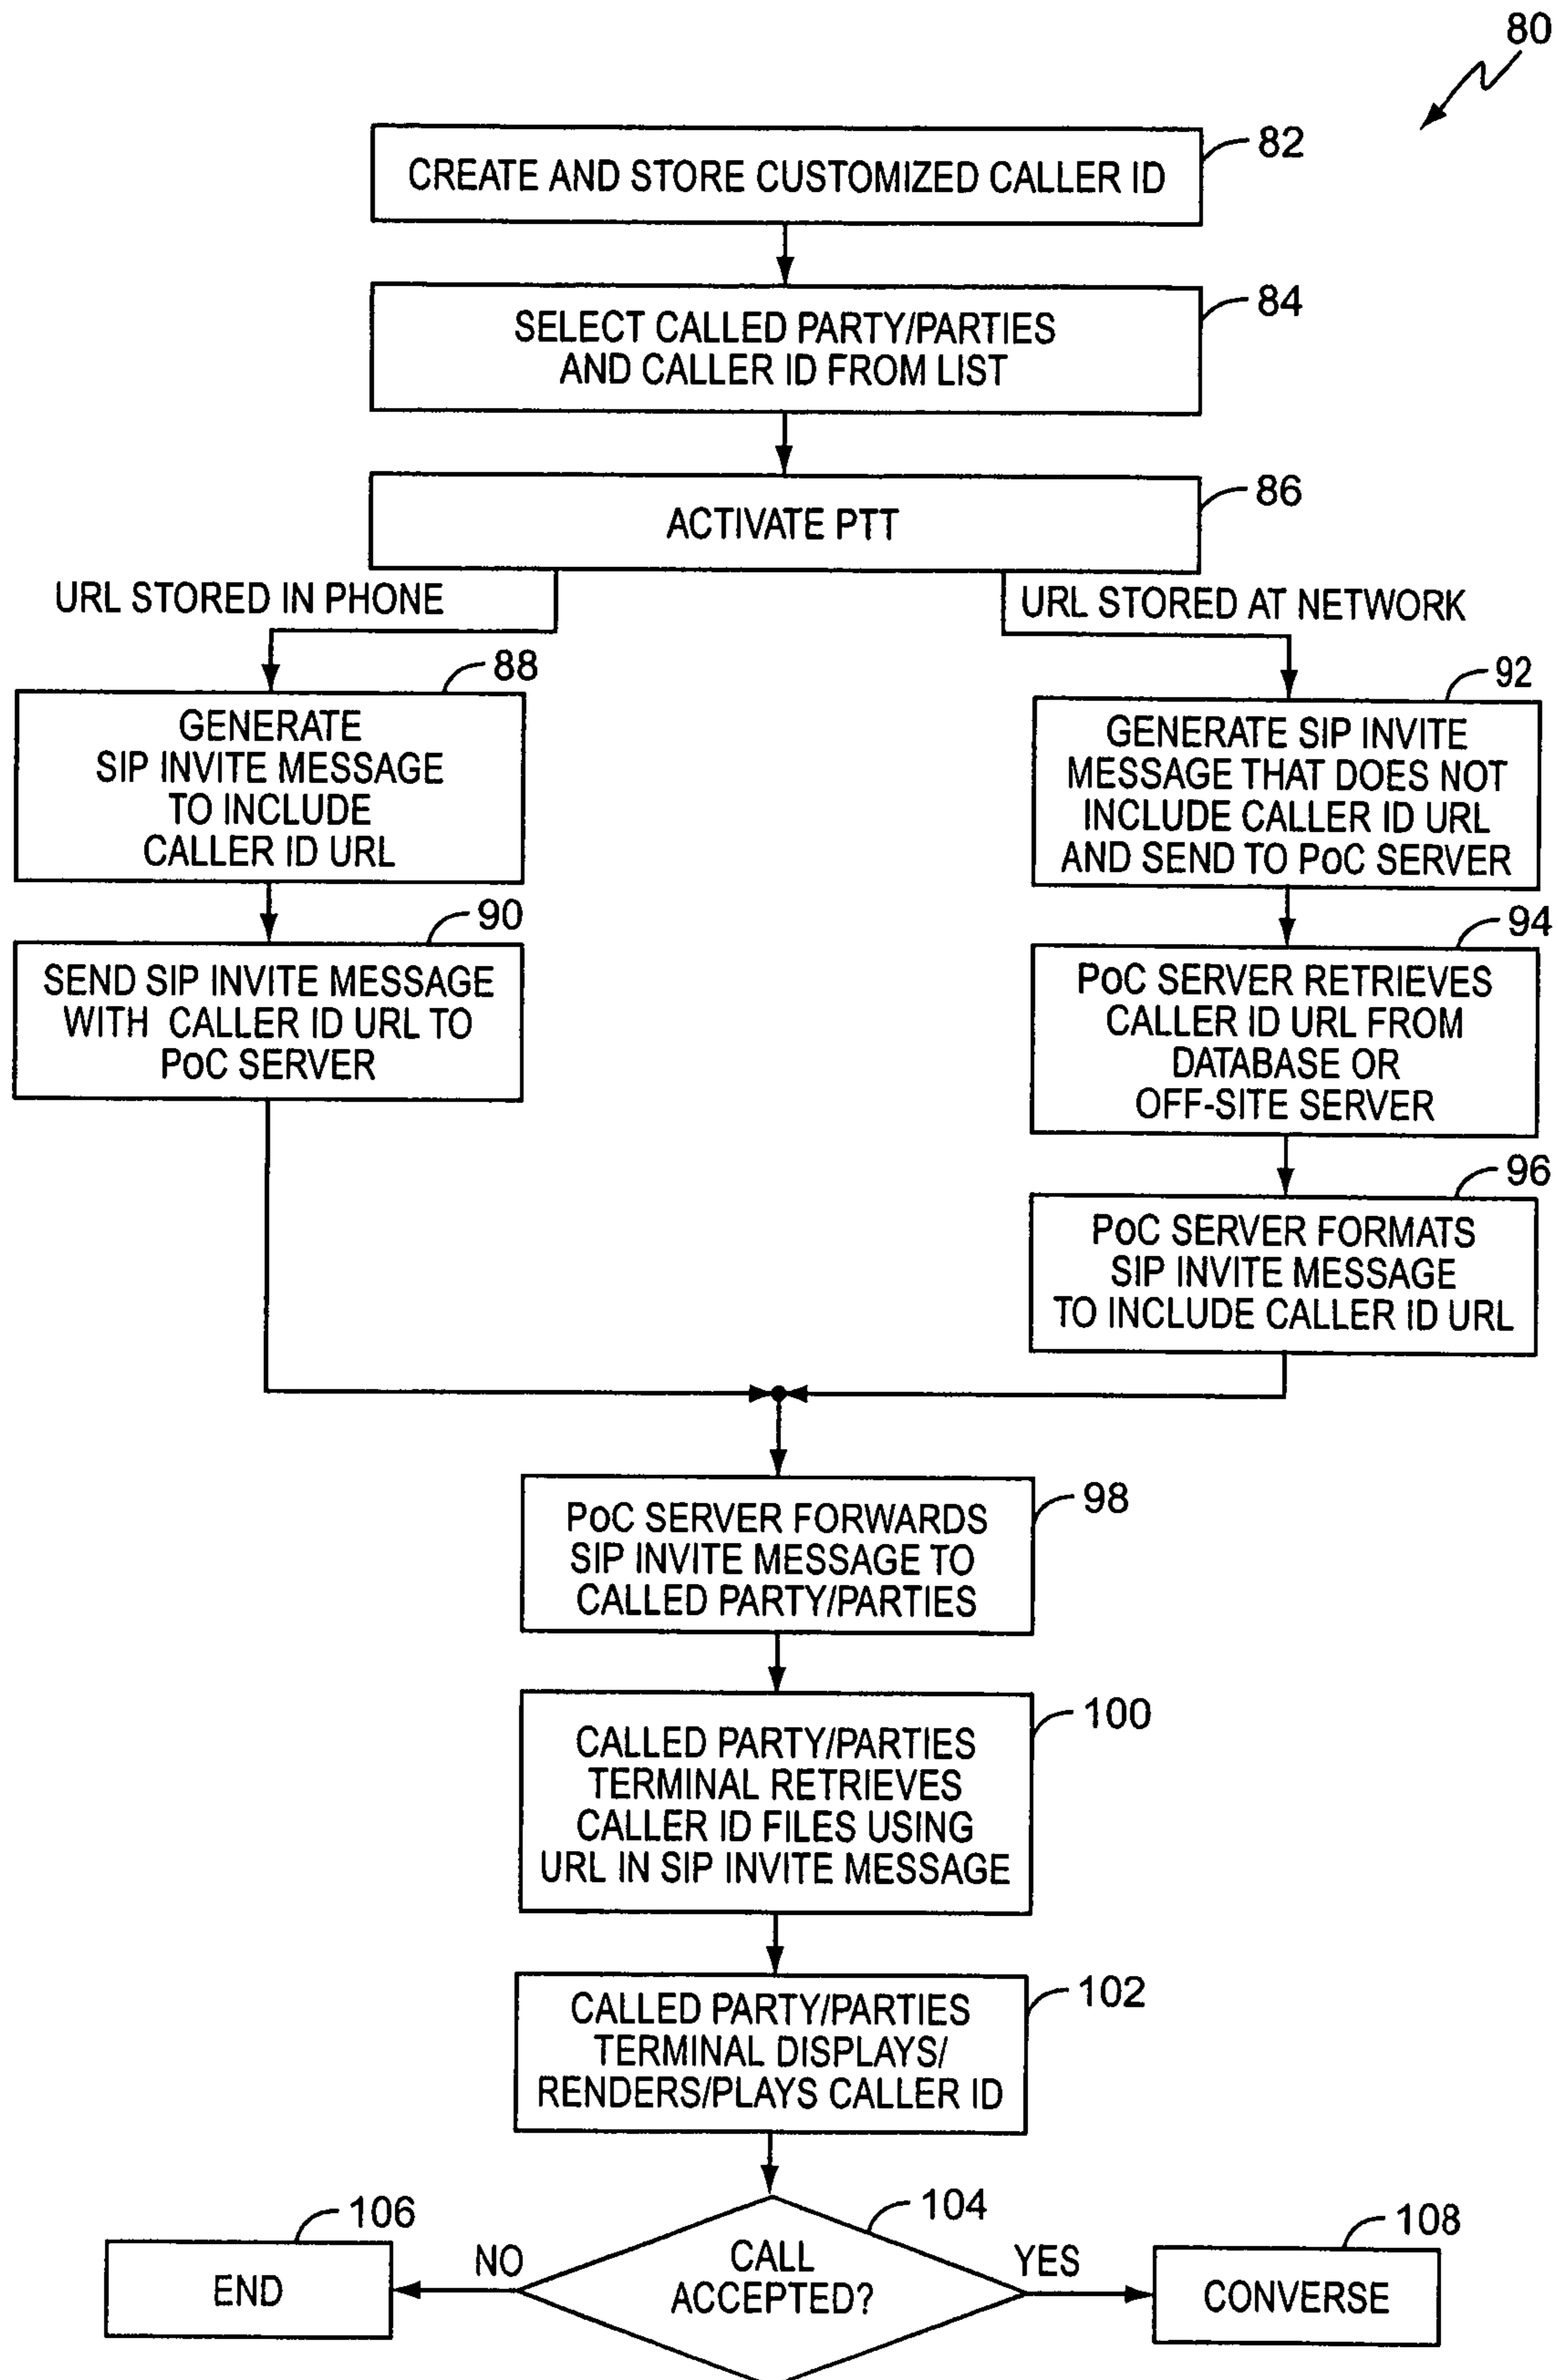 80
82
CREATE AND STORE CUSTOMIZED CALLER ID
84
SELECT CALLED PARTY/PARTIES
AND CALLER ID FROM LIST
86
ACTIVATE PTT
URL STORED IN PHONE
URL STORED AT NETWORK
88
GENERATE
SIP INVITE MESSAGE
TO INCLUDE
CALLER ID URL
92
GENERATE SIP INVITE
MESSAGE THAT DOES NOT
INCLUDE CALLER ID URL
AND SEND TO PoC SERVER
90
SEND SIP INVITE MESSAGE
WITH CALLER ID URL TO
PoC SERVER
94
PoC SERVER RETRIEVES
CALLER ID URL FROM
DATABASE OR
OFF-SITE SERVER
96
PoC SERVER FORMATS
SIP INVITE MESSAGE
TO INCLUDE CALLER ID URL
98
PoC SERVER FORWARDS
SIP INVITE MESSAGE TO
CALLED PARTY/PARTIES
100
CALLED PARTY/PARTIES
TERMINAL RETRIEVES
CALLER ID FILES USING
URL IN SIP INVITE MESSAGE
102
CALLED PARTY/PARTIES
TERMINAL DISPLAYS/
RENDERS/PLAYS CALLER ID
104
CALL
ACCEPTED?
NO
YES
106
END
108
CONVERSE